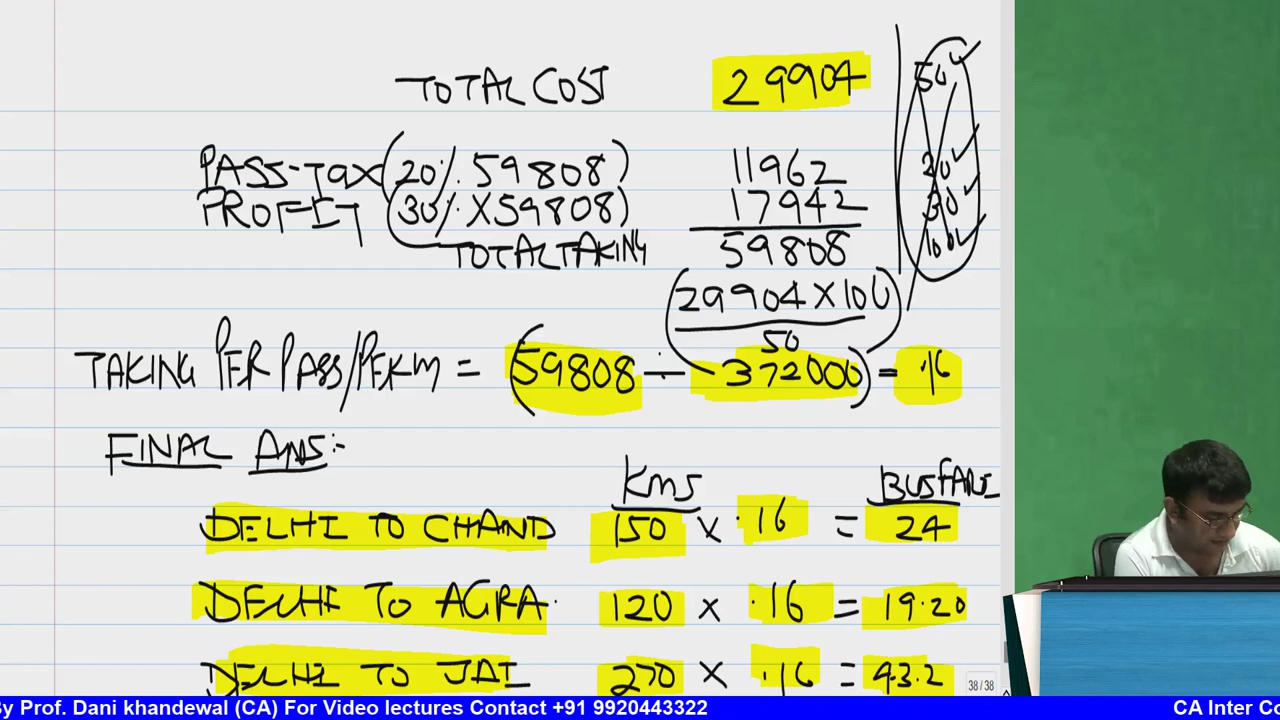 TOTAL COST 29904 50
PASS-TAX (20%. 59808) 11962 20
PROFIT (30%. X59808) 17942 30
TOTAL TAKING 59808 100
(29904 X 100)
50
TAKING PER PASS/PER KM = (59808 ÷ 372000) = .16
FINAL ANS:-
KMS BUSFARE
DELHI TO CHAND 150 × .16 = 24
DELHI TO AGRA. 120 × .16 = 19.20
DELHI TO JAI 270 × .16 = 43.2
38 / 38
By Prof. Dani khandewal (CA) For Video lectures Contact +91 9920443322 CA Inter Co